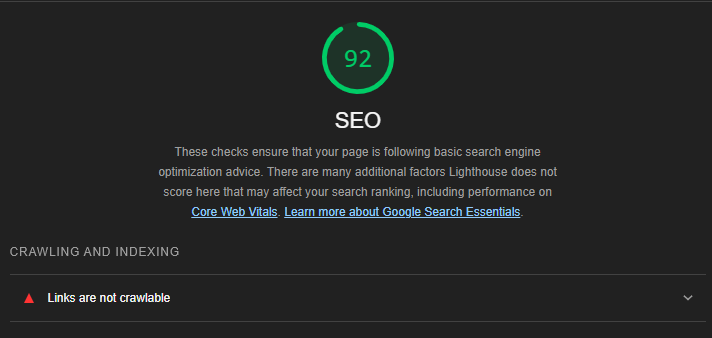 92
SEO
These checks ensure that your page is following basic search engine
optimization advice. There are many additional factors Lighthouse does not
score here that may affect your search ranking, including performance on
Core Web Vitals. Learn more about Google Search Essentials.
CRAWLING AND INDEXING
Links are not crawlable